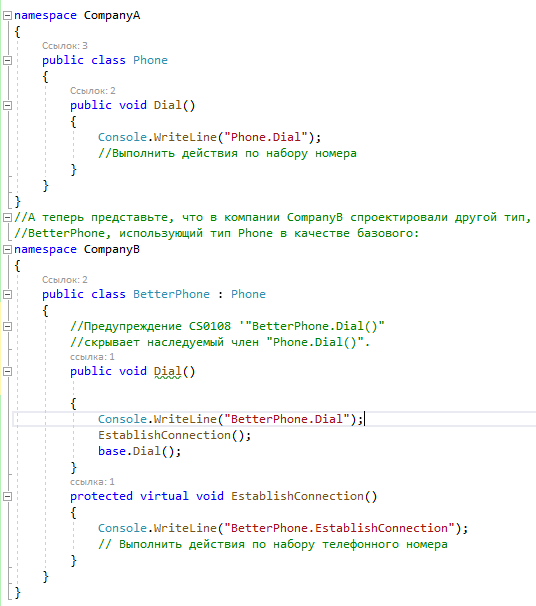 namespace CompanyA
{
Ссылок: 3
public class Phone
{
Ссылок: 2
public void Dial()
{
Console.WriteLine("Phone.Dial");
//Выполнить действия по набору номера
}
}
}
//А теперь представьте, что в компании CompanyB спроектировали другой тип,
//BetterPhone, использующий тип Phone в качестве базового:
namespace CompanyB
{
Ссылок: 2
public class BetterPhone : Phone
{
//Предупреждение CS0108 '"BetterPhone.Dial()"
//скрывает наследуемый член "Phone.Dial()".
ссылка: 1
public void Dial()
{
Console.WriteLine("BetterPhone.Dial");
EstablishConnection();
base.Dial();
}
ссылка: 1
protected virtual void EstablishConnection()
{
Console.WriteLine("BetterPhone.EstablishConnection");
// Выполнить действия по набору телефонного номера
}
}
}